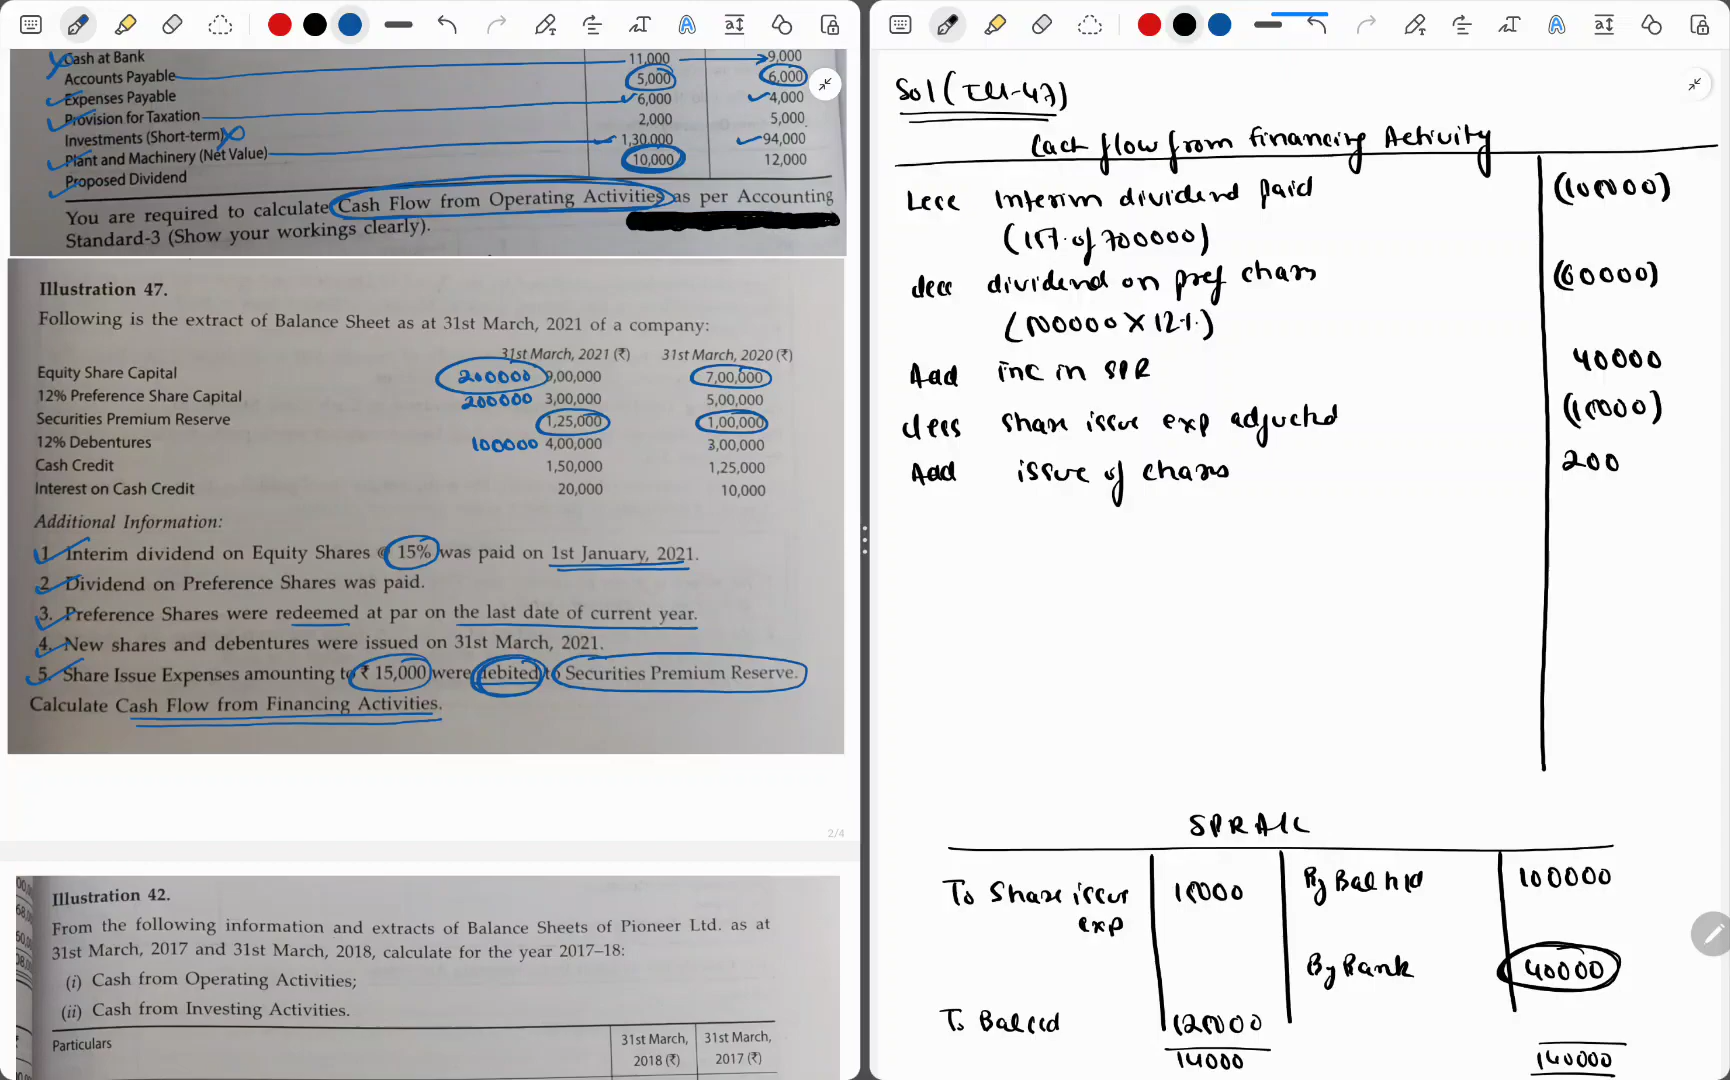 Cash at Bank 11,000 9,000
Accounts Payable 5,000 6,000
Expenses Payable 6,000 4,000
Provision for Taxation 2,000 5,000
Investments (Short-term) 1,30,000 94,000
Plant and Machinery (Net Value) 10,000 12,000
Proposed Dividend
You are required to calculate Cash Flow from Operating Activities as per Accounting
Standard-3 (Show your workings clearly).
Illustration 47.
Following is the extract of Balance Sheet as at 31st March, 2021 of a company:
31st March, 2021 (₹) 31st March, 2020 (₹)
Equity Share Capital 200000 9,00,000 7,00,000
12% Preference Share Capital 200000 3,00,000 5,00,000
Securities Premium Reserve 1,25,000 1,00,000
12% Debentures 100000 4,00,000 3,00,000
Cash Credit 1,50,000 1,25,000
Interest on Cash Credit 20,000 10,000
Additional Information:
1. Interim dividend on Equity Shares @ 15% was paid on 1st January, 2021.
2. Dividend on Preference Shares was paid.
3. Preference Shares were redeemed at par on the last date of current year.
4. New shares and debentures were issued on 31st March, 2021.
5. Share Issue Expenses amounting to ₹ 15,000 were debited to Securities Premium Reserve.
Calculate Cash Flow from Financing Activities.
2/4
Illustration 42.
From the following information and extracts of Balance Sheets of Pioneer Ltd. as at
31st March, 2017 and 31st March, 2018, calculate for the year 2017–18:
(i) Cash from Operating Activities;
(ii) Cash from Investing Activities.
Particulars 31st March, 2018 (₹) 31st March, 2017 (₹)
Sol (Ill-47)
Cash flow from financing Activity
Less Interim dividend paid (105000)
(15% of 700000)
Less dividend on pref shares (60000)
(500000 X 12%)
Add inc in SPR 40000
Less Share issue exp adjusted (15000)
Add issue of shares 200
SPR A/c
To Share issue exp 15000 By Bal b/d 100000
By Bank 40000
To Bal c/d 125000
14000 140000